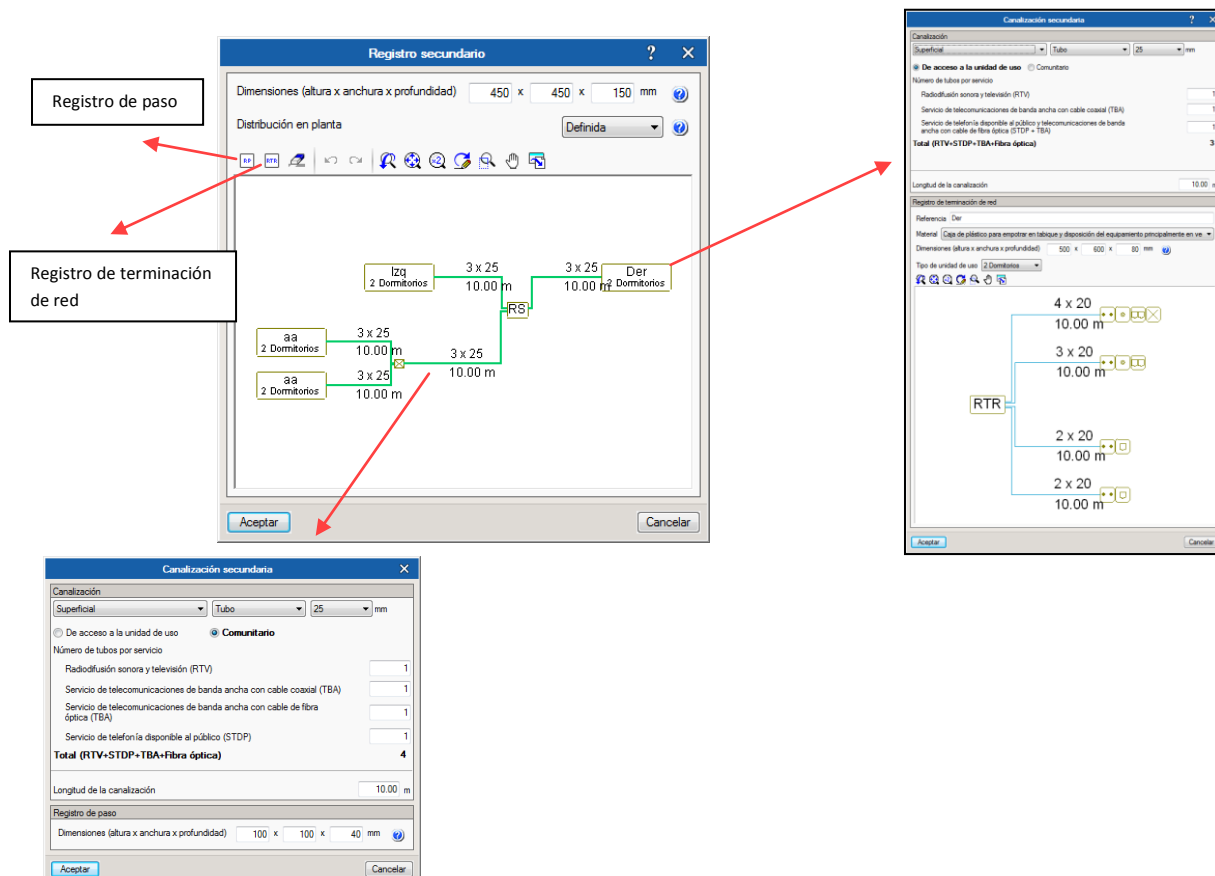 Registro de paso
Registro de terminación
de red
Registro secundario ? ×
Dimensiones (altura x anchura x profundidad) 450 x 450 x 150 mm ?
Distribución en planta Definida ?
RP RTR
Izq
2 Dormitorios
3 x 25
10.00 m
RS
3 x 25
10.00 m
Der
2 Dormitorios
aa
2 Dormitorios
3 x 25
10.00 m
aa
2 Dormitorios
3 x 25
10.00 m
3 x 25
10.00 m
Aceptar Cancelar
Canalización secundaria ? ×
Canalización
Superficial Tubo 25 mm
De acceso a la unidad de uso Comunitario
Número de tubos por servicio
Radiodifusión sonora y televisión (RTV) 1
Servicio de telecomunicaciones de banda ancha con cable coaxial (TBA) 1
Servicio de telefonía disponible al público y telecomunicaciones de banda
ancha con cable de fibra óptica (STDP + TBA) 1
Total (RTV+STDP+TBA+Fibra óptica) 3
Longitud de la canalización 10.00
Registro de terminación de red
Referencia Der
Material Caja de plástico para empotrar en tabique y disposición del equipamiento principalmente en ve
Dimensiones (altura x anchura x profundidad) 500 x 600 x 80 mm ?
Tipo de unidad de uso 2 Dormitorios
4 x 20
10.00 m
3 x 20
10.00 m
RTR
2 x 20
10.00 m
2 x 20
10.00 m
Aceptar Cancelar
Canalización secundaria ×
Canalización
Superficial Tubo 25 mm
De acceso a la unidad de uso Comunitario
Número de tubos por servicio
Radiodifusión sonora y televisión (RTV) 1
Servicio de telecomunicaciones de banda ancha con cable coaxial (TBA) 1
Servicio de telecomunicaciones de banda ancha con cable de fibra
óptica (TBA) 1
Servicio de telefonía disponible al público (STDP) 1
Total (RTV+STDP+TBA+Fibra óptica) 4
Longitud de la canalización 10.00 m
Registro de paso
Dimensiones (altura x anchura x profundidad) 100 x 100 x 40 mm ?
Aceptar Cancelar